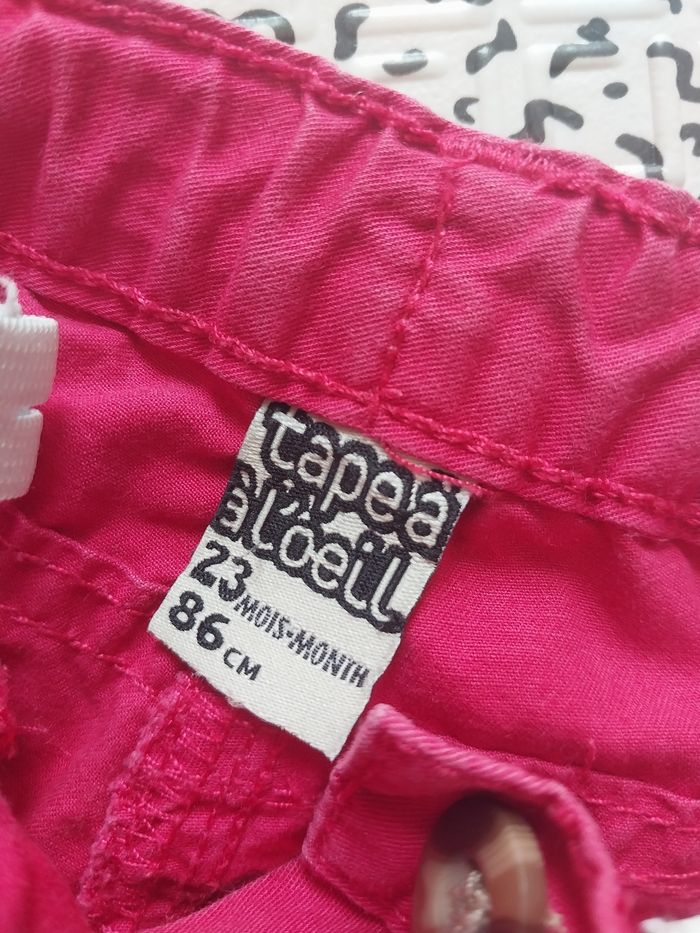 tape à
à l'oeil
23 MOIS-MONTH
86 CM